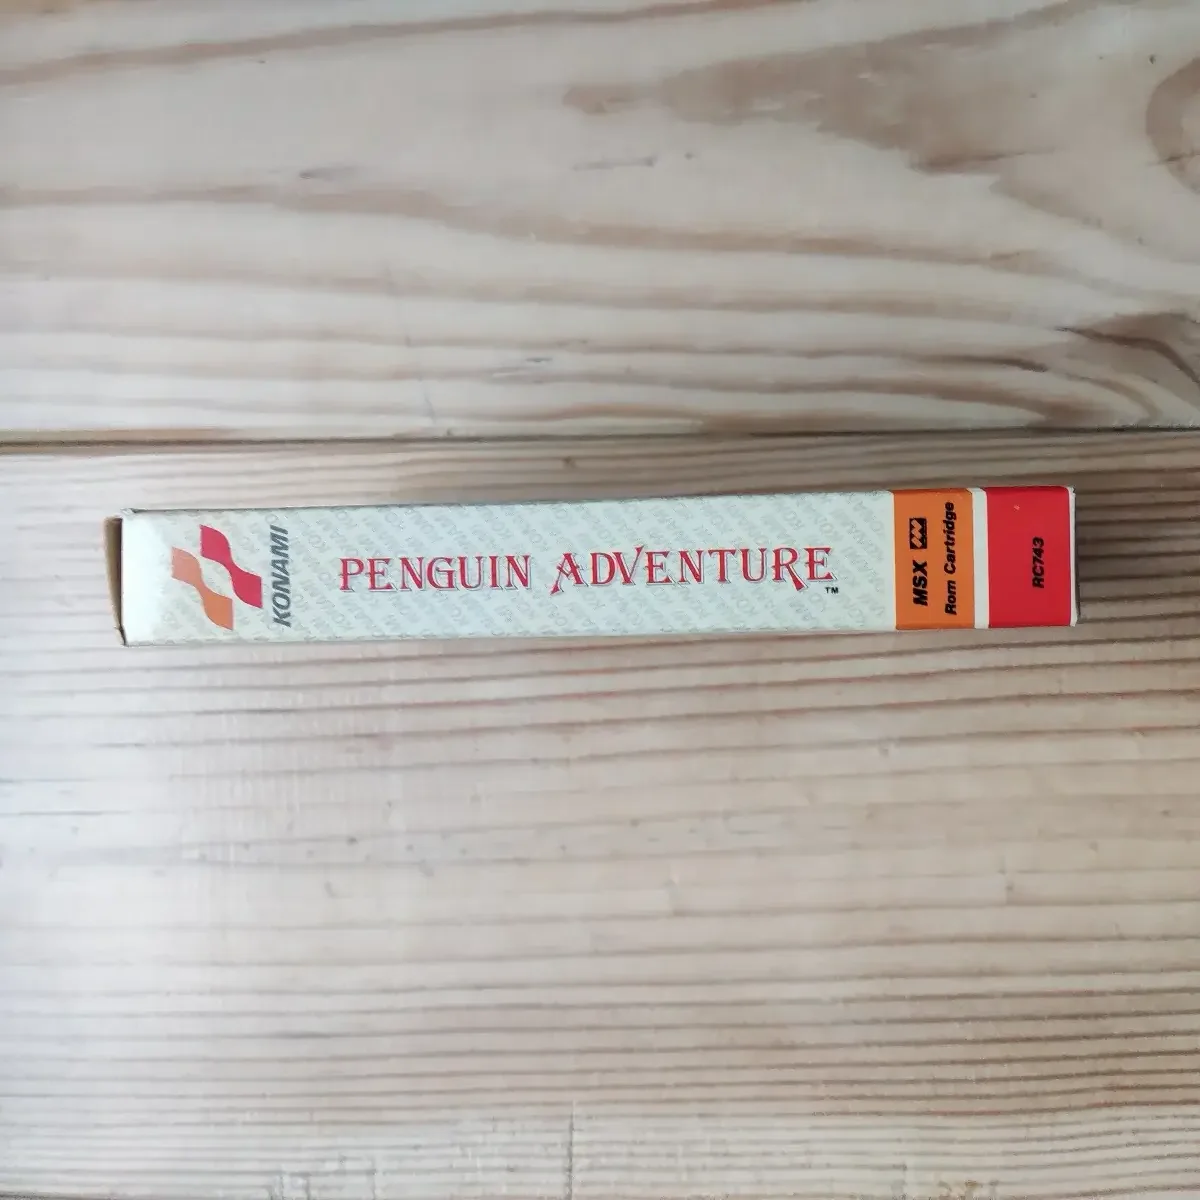 KONAMI
PENGUIN ADVENTURE
TM
MSX
Rom Cartridge
RC743